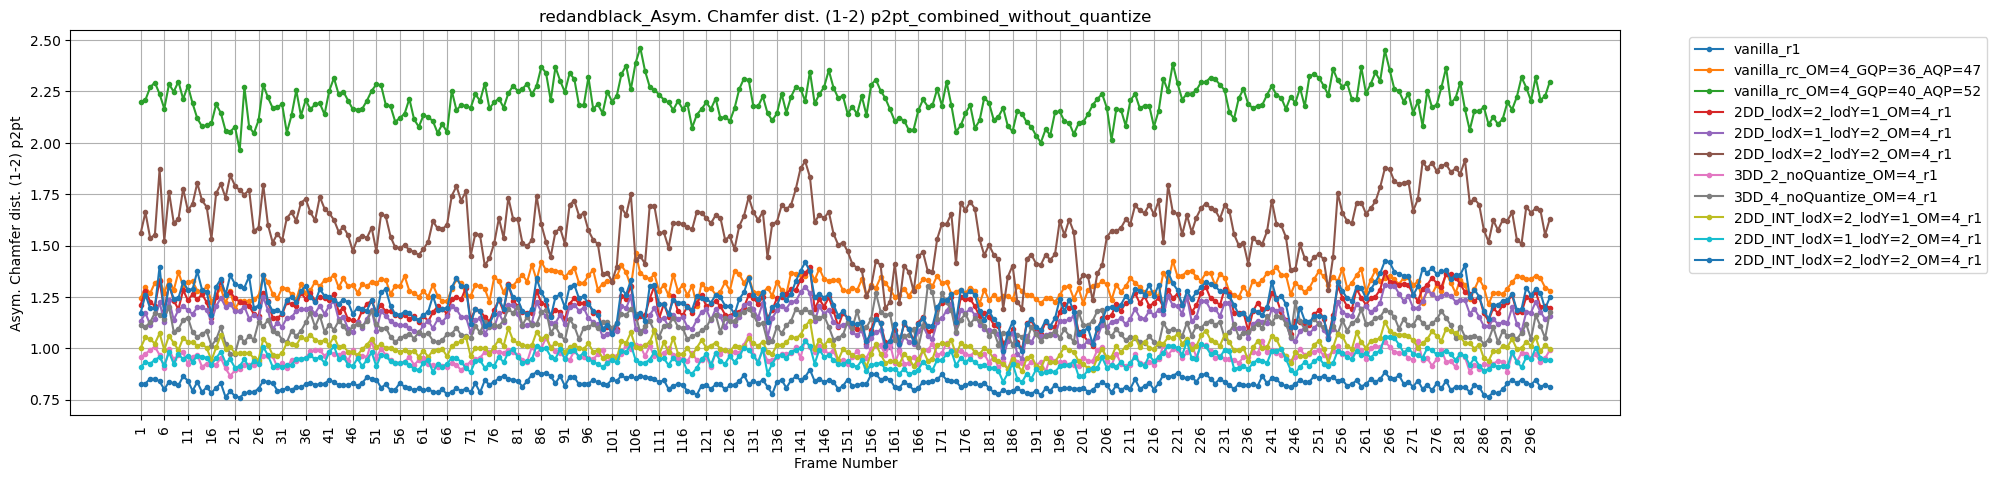 redandblack_Asym. Chamfer dist. (1-2) p2pt_combined_without_quantize
Asym. Chamfer dist. (1-2) p2pt
2.50
2.25
2.00
1.75
1.50
1.25
1.00
0.75
1 6 11 16 21 26 31 36 41 46 51 56 61 66 71 76 81 86 91 96 101 106 111 116 121 126 131 136 141 146 151 156 161 166 171 176 181 186 191 196 201 206 211 216 221 226 231 236 241 246 251 256 261 266 271 276 281 286 291 296
Frame Number
vanilla_r1
vanilla_rc_OM=4_GQP=36_AQP=47
vanilla_rc_OM=4_GQP=40_AQP=52
2DD_lodX=2_lodY=1_OM=4_r1
2DD_lodX=1_lodY=2_OM=4_r1
2DD_lodX=2_lodY=2_OM=4_r1
3DD_2_noQuantize_OM=4_r1
3DD_4_noQuantize_OM=4_r1
2DD_INT_lodX=2_lodY=1_OM=4_r1
2DD_INT_lodX=1_lodY=2_OM=4_r1
2DD_INT_lodX=2_lodY=2_OM=4_r1